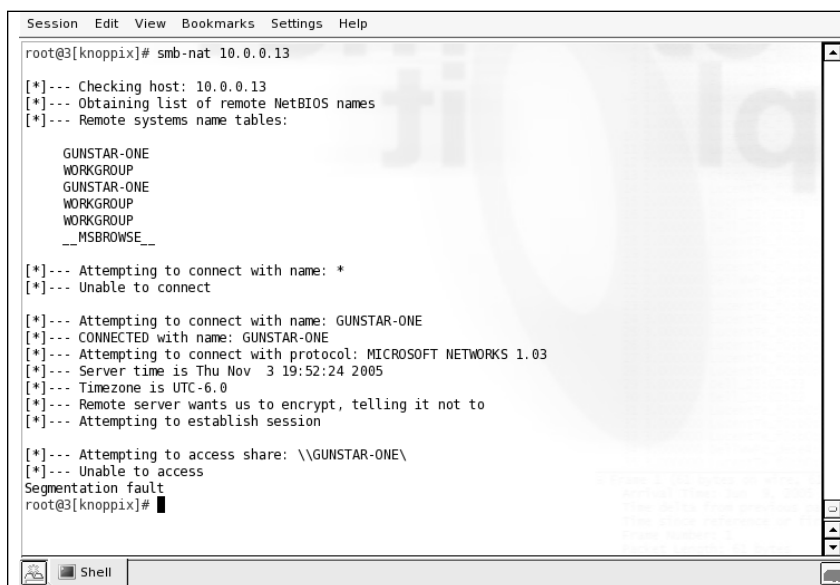 Session Edit View Bookmarks Settings Help
root@3[knoppix]# smb-nat 10.0.0.13
[*]--- Checking host: 10.0.0.13
[*]--- Obtaining list of remote NetBIOS names
[*]--- Remote systems name tables:
GUNSTAR-ONE
WORKGROUP
GUNSTAR-ONE
WORKGROUP
WORKGROUP
__MSBROWSE__
[*]--- Attempting to connect with name: *
[*]--- Unable to connect
[*]--- Attempting to connect with name: GUNSTAR-ONE
[*]--- CONNECTED with name: GUNSTAR-ONE
[*]--- Attempting to connect with protocol: MICROSOFT NETWORKS 1.03
[*]--- Server time is Thu Nov  3 19:52:24 2005
[*]--- Timezone is UTC-6.0
[*]--- Remote server wants us to encrypt, telling it not to
[*]--- Attempting to establish session
[*]--- Attempting to access share: \\GUNSTAR-ONE\
[*]--- Unable to access
Segmentation fault
root@3[knoppix]#
Shell